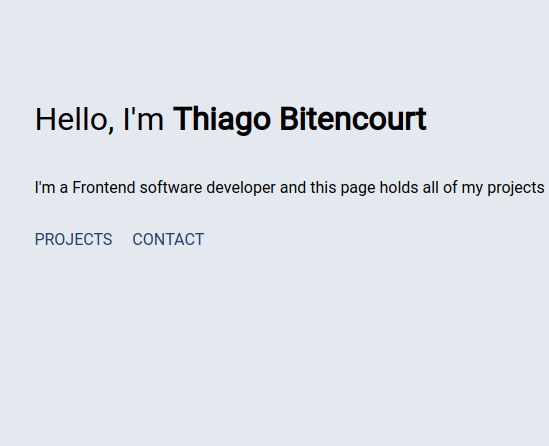 Hello, I'm Thiago Bitencourt
I'm a Frontend software developer and this page holds all of my projects
PROJECTS CONTACT